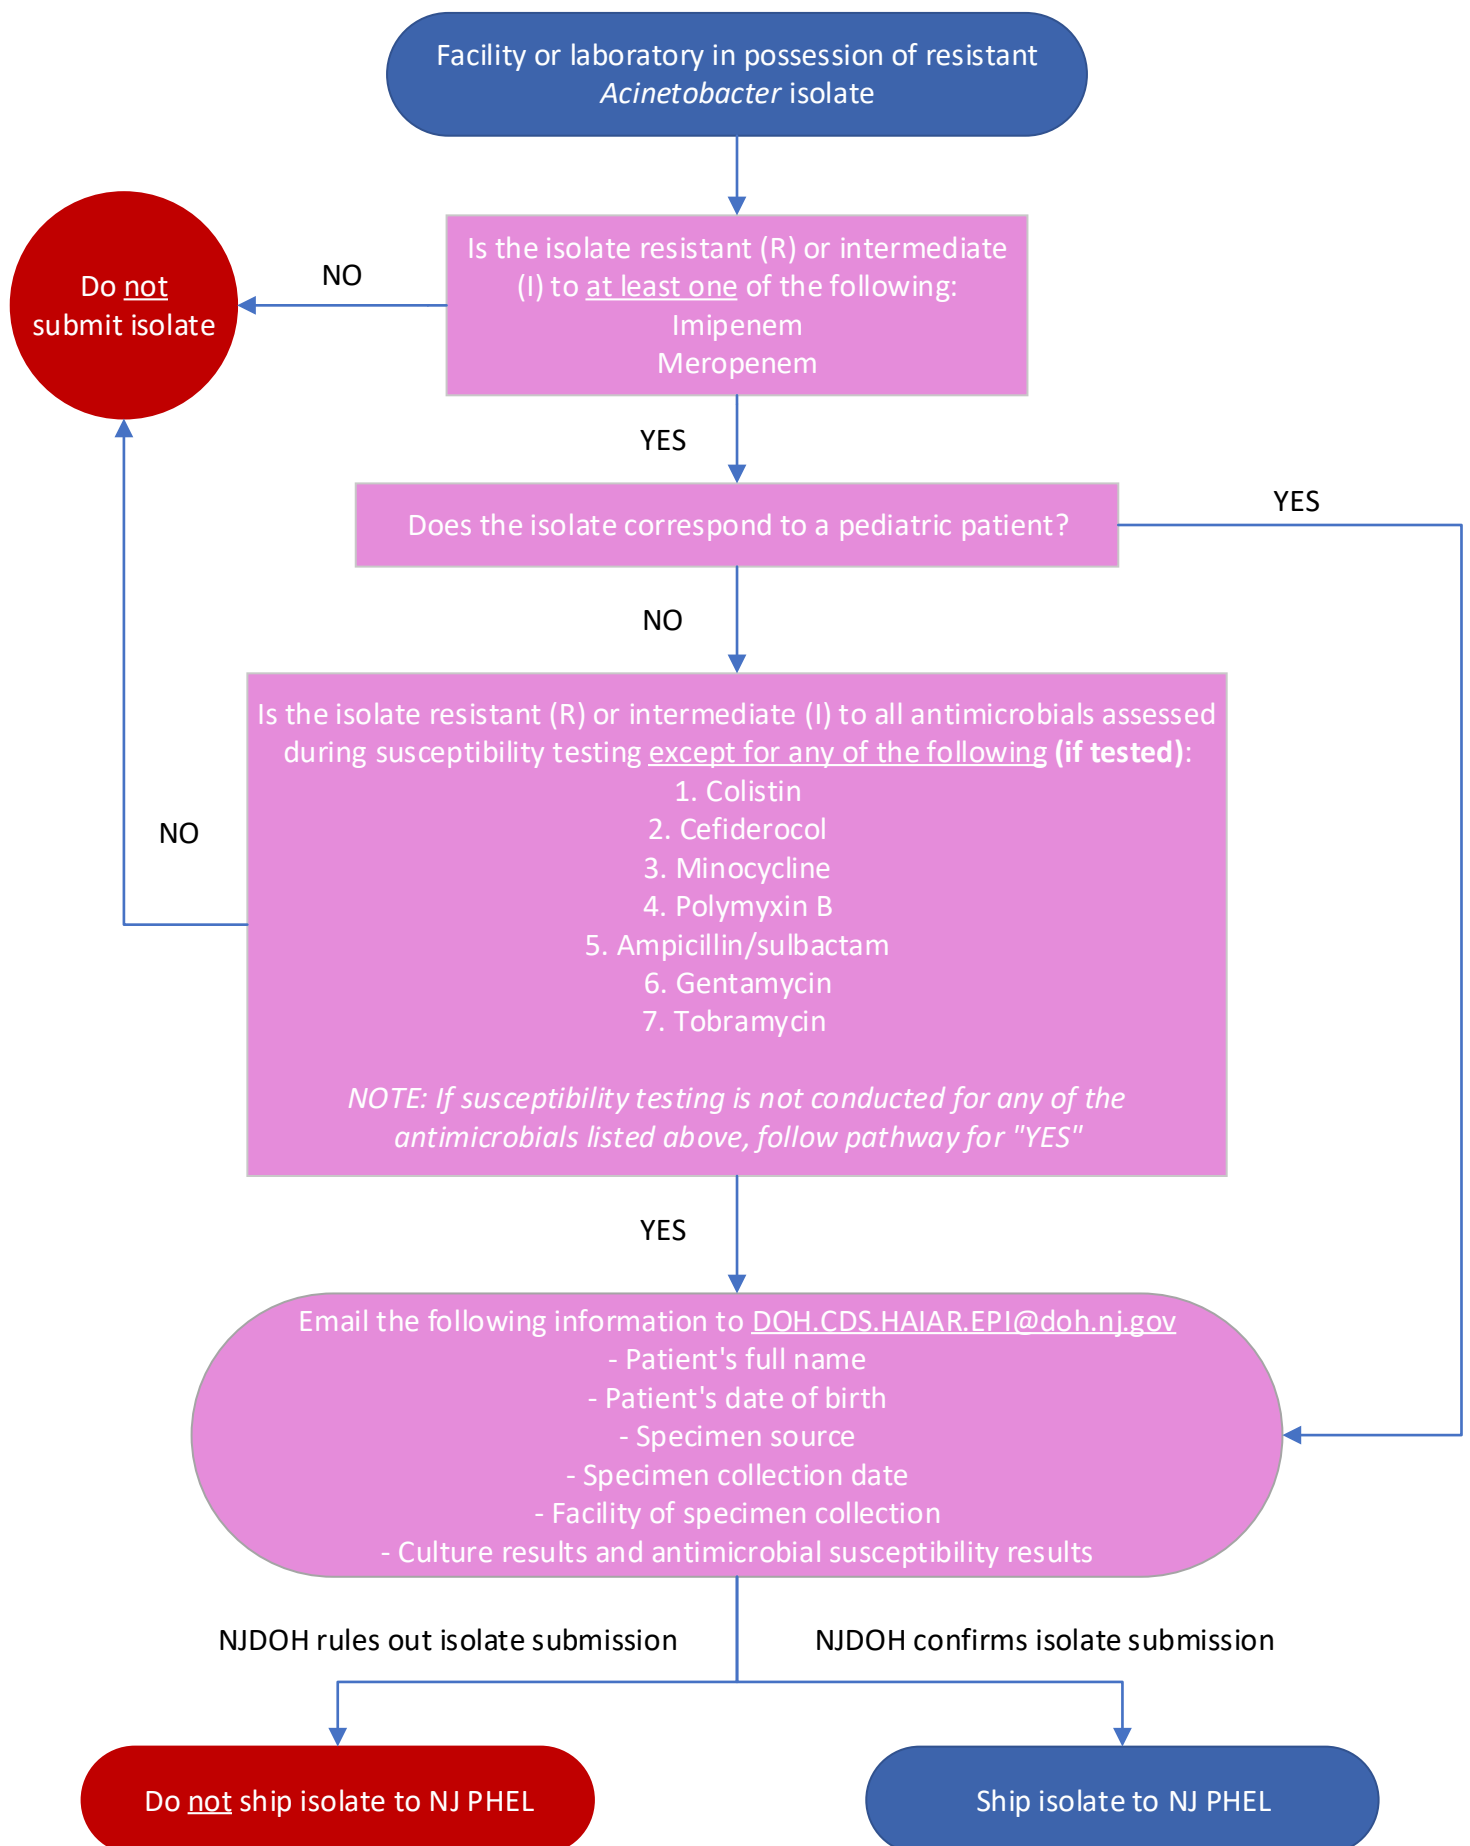 Facility or laboratory in possession of resistant
Acinetobacter isolate
Do not
submit isolate
NO
Is the isolate resistant (R) or intermediate
(I) to at least one of the following:
Imipenem
Meropenem
YES
Does the isolate correspond to a pediatric patient?
YES
NO
Is the isolate resistant (R) or intermediate (I) to all antimicrobials assessed
during susceptibility testing except for any of the following (if tested):
1. Colistin
2. Cefiderocol
3. Minocycline
4. Polymyxin B
5. Ampicillin/sulbactam
6. Gentamycin
7. Tobramycin
NOTE: If susceptibility testing is not conducted for any of the
antimicrobials listed above, follow pathway for "YES"
NO
YES
Email the following information to DOH.CDS.HAIAR.EPI@doh.nj.gov
- Patient's full name
- Patient's date of birth
- Specimen source
- Specimen collection date
- Facility of specimen collection
- Culture results and antimicrobial susceptibility results
NJDOH rules out isolate submission
NJDOH confirms isolate submission
Do not ship isolate to NJ PHEL
Ship isolate to NJ PHEL